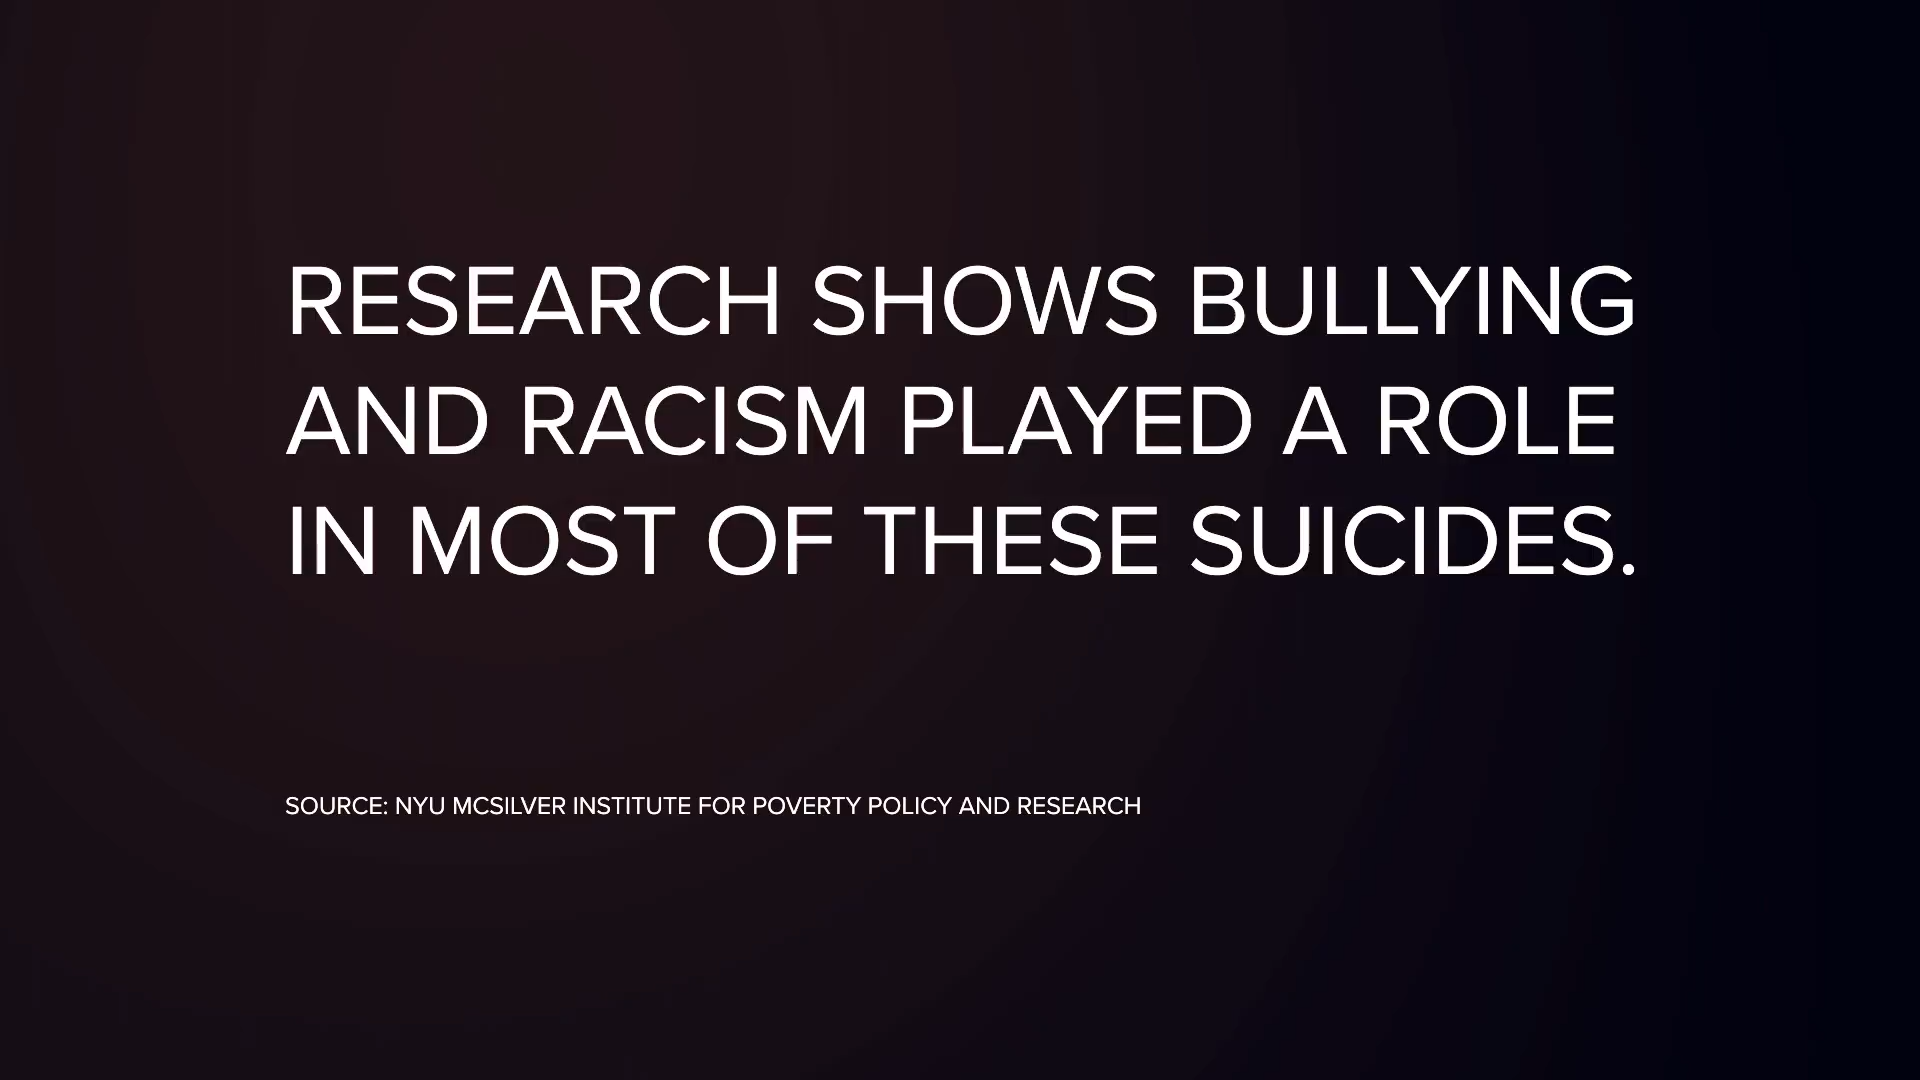 RESEARCH SHOWS BULLYING
AND RACISM PLAYED A ROLE
IN MOST OF THESE SUICIDES.
SOURCE: NYU MCSILVER INSTITUTE FOR POVERTY POLICY AND RESEARCH